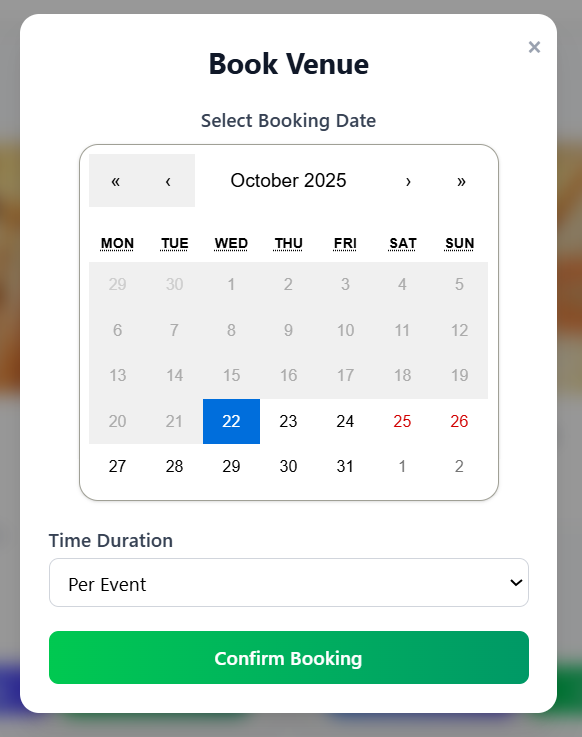 ×
Book Venue
Select Booking Date
« ‹ October 2025 › »
MON TUE WED THU FRI SAT SUN
29 30 1 2 3 4 5
6 7 8 9 10 11 12
13 14 15 16 17 18 19
20 21 22 23 24 25 26
27 28 29 30 31 1 2
Time Duration
Per Event
Confirm Booking